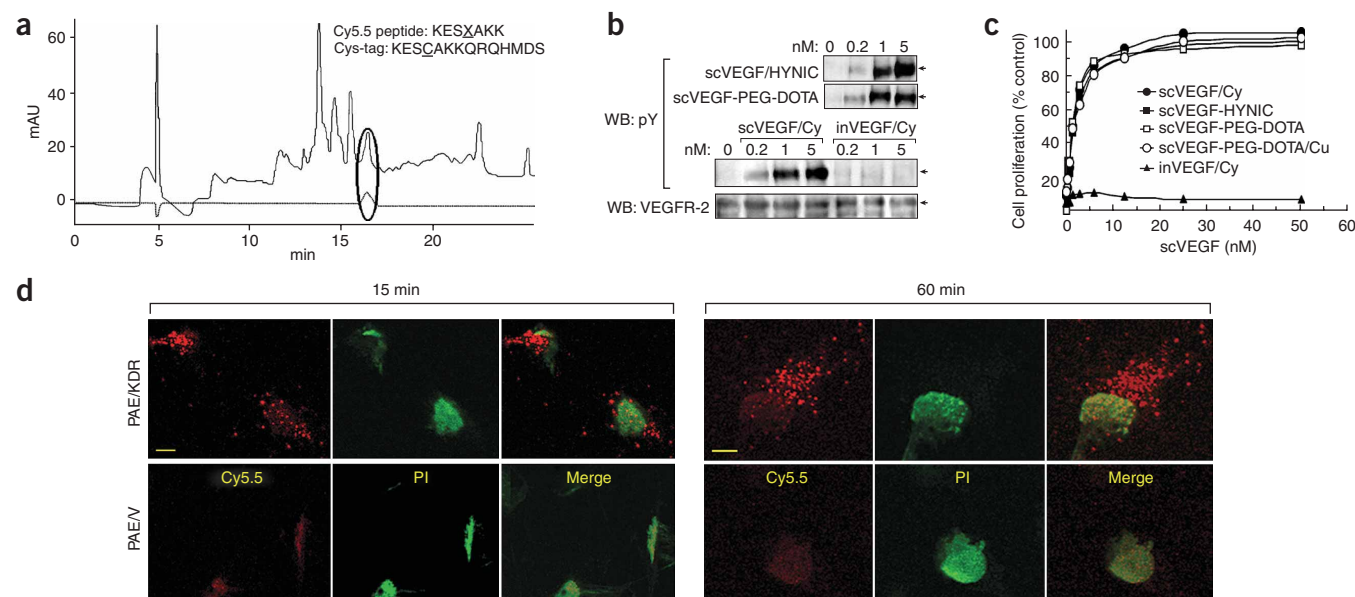 a
Cy5.5 peptide: KESXAKK
Cys-tag: KESCAKKQRQHMDS
60
40
20
0
mAU
0 5 10 15 20
min
b
nM: 0 0.2 1 5
scVEGF/HYNIC
scVEGF-PEG-DOTA
WB: pY
scVEGF/Cy inVEGF/Cy
nM: 0 0.2 1 5 0.2 1 5
WB: VEGFR-2
c
100
80
60
40
20
Cell proliferation (% control)
scVEGF/Cy
scVEGF-HYNIC
scVEGF-PEG-DOTA
scVEGF-PEG-DOTA/Cu
inVEGF/Cy
0 10 20 30 40 50 60
scVEGF (nM)
d
15 min 60 min
PAE/KDR
PAE/V
Cy5.5 PI Merge Cy5.5 PI Merge